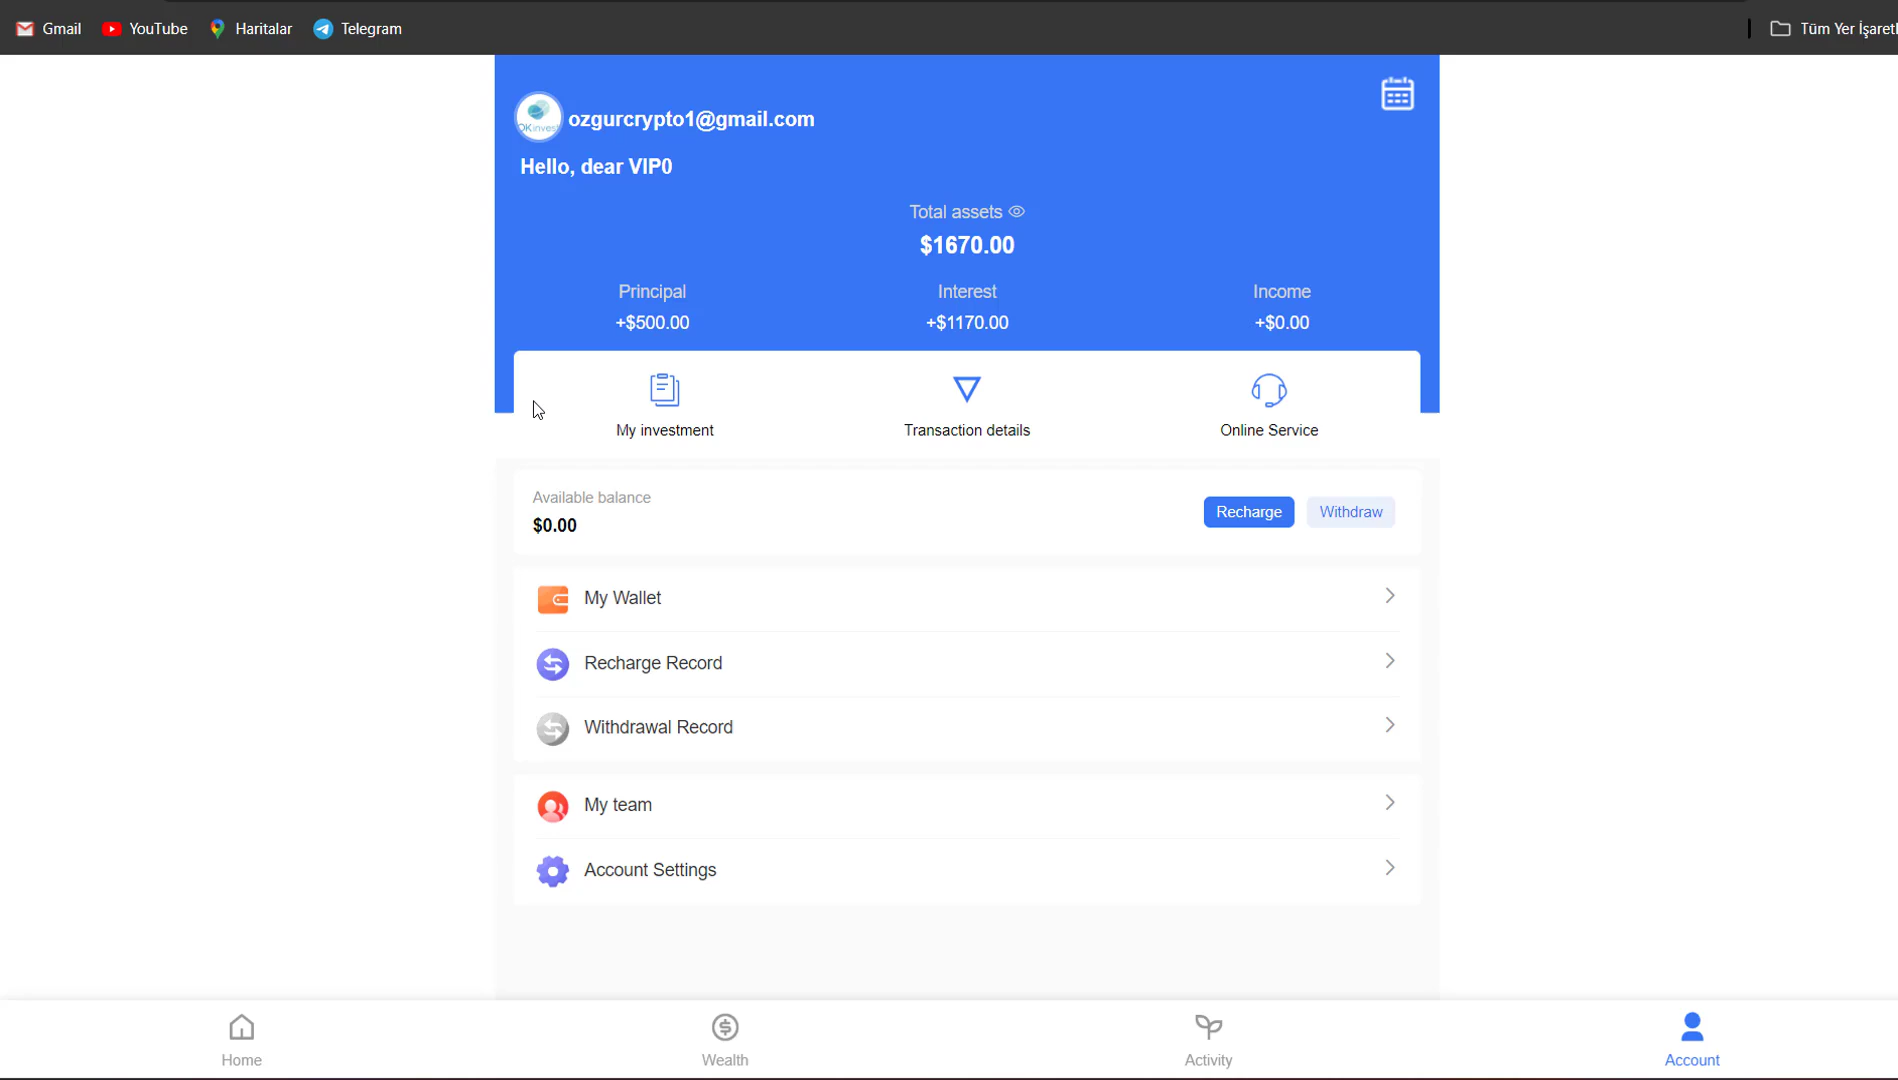 Gmail YouTube Haritalar Telegram Tüm Yer İşaretl
OKinvest
ozgurcrypto1@gmail.com
Hello, dear VIP0
Total assets
$1670.00
Principal Interest Income
+$500.00 +$1170.00 +$0.00
My investment Transaction details Online Service
Available balance
$0.00
Recharge Withdraw
My Wallet
Recharge Record
Withdrawal Record
My team
Account Settings
Home Wealth Activity Account